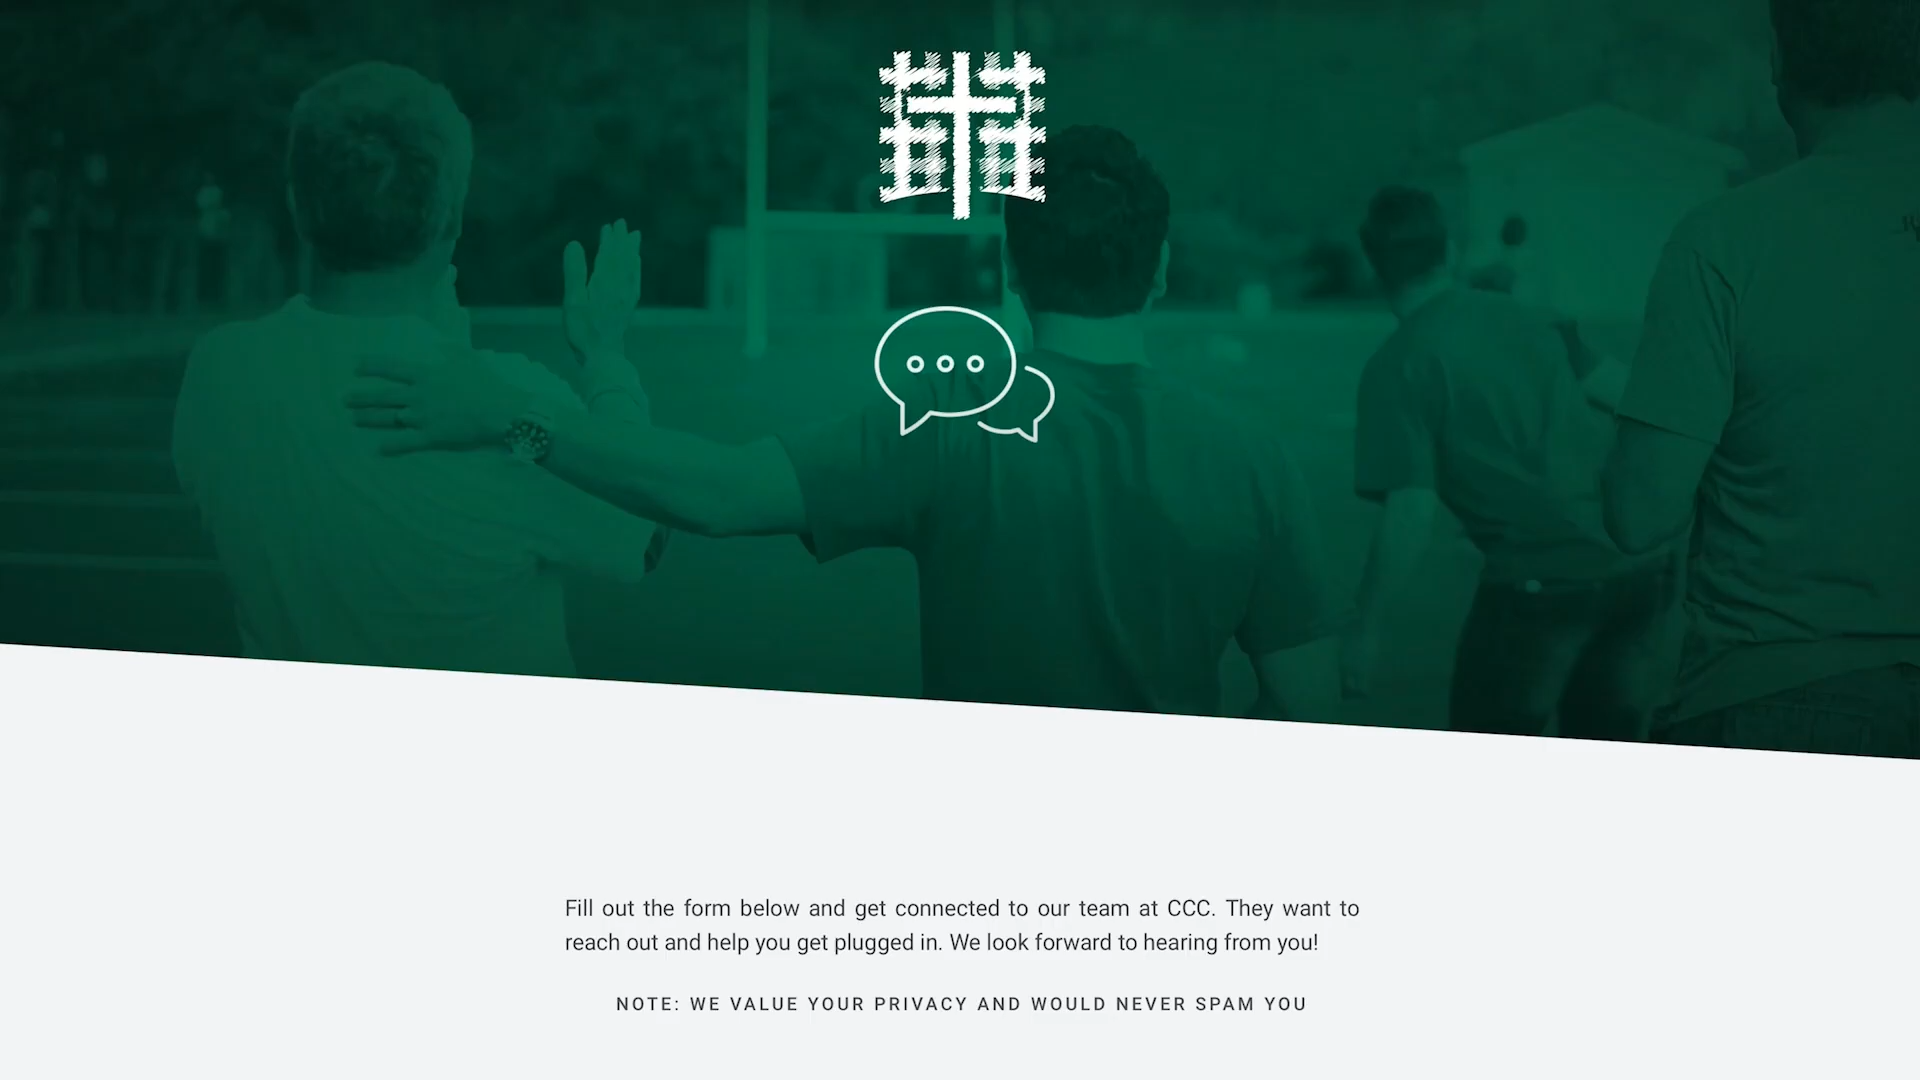 Fill out the form below and get connected to our team at CCC. They want to
reach out and help you get plugged in. We look forward to hearing from you!
NOTE: WE VALUE YOUR PRIVACY AND WOULD NEVER SPAM YOU